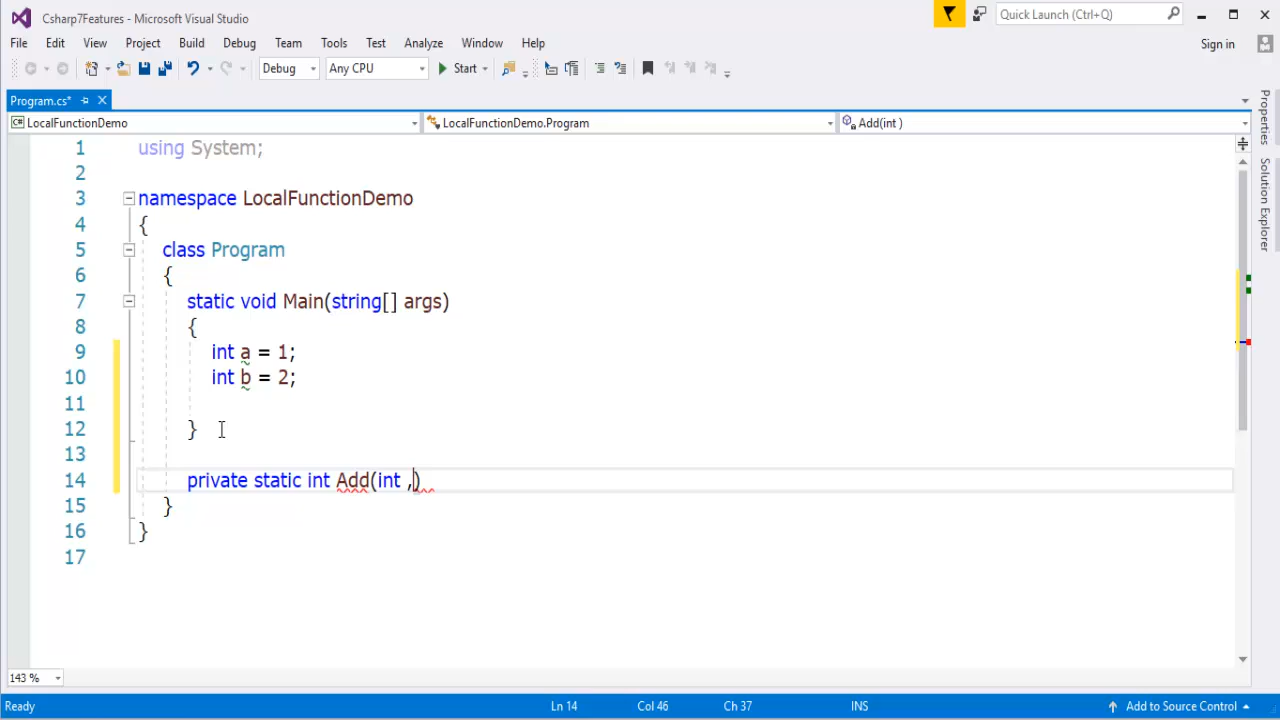 Csharp7Features - Microsoft Visual Studio
Quick Launch (Ctrl+Q)
File Edit View Project Build Debug Team Tools Test Analyze Window Help
Sign in
Debug Any CPU Start
Program.cs*
LocalFunctionDemo LocalFunctionDemo.Program Add(int )
Properties
Solution Explorer
1 using System;
2
3 namespace LocalFunctionDemo
4 {
5 class Program
6 {
7 static void Main(string[] args)
8 {
9 int a = 1;
10 int b = 2;
11
12 }
13
14 private static int Add(int ,)
15 }
16 }
17
143 %
Ready Ln 14 Col 46 Ch 37 INS Add to Source Control